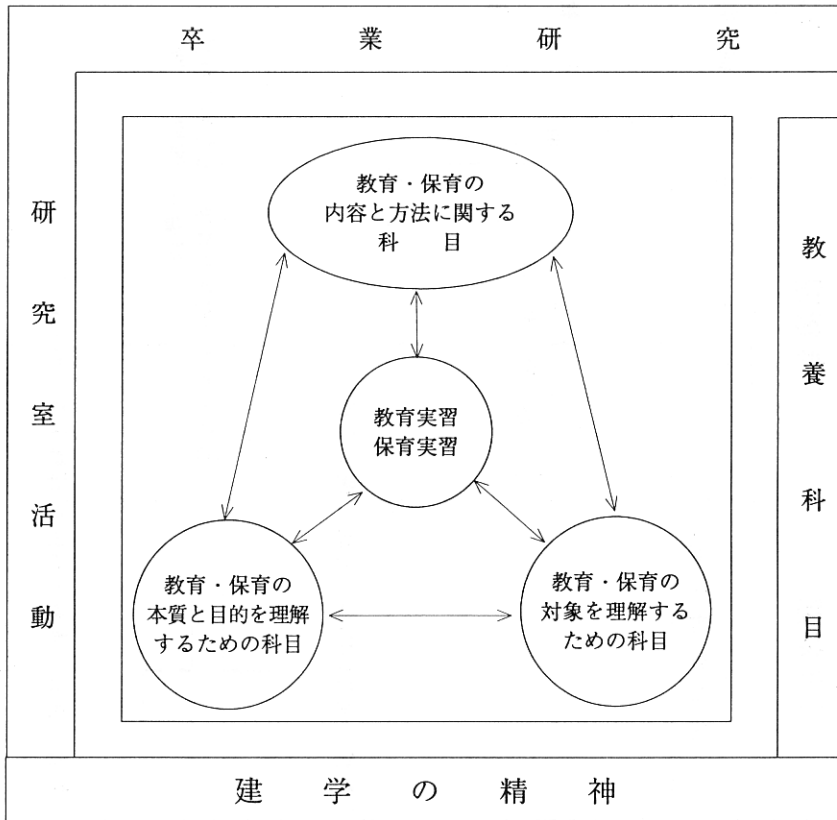 卒業研究
研究室活動
教育・保育の
内容と方法に関する
科目
教育実習
保育実習
教育・保育の
本質と目的を理解
するための科目
教育・保育の
対象を理解する
ための科目
教養科目
建学の精神